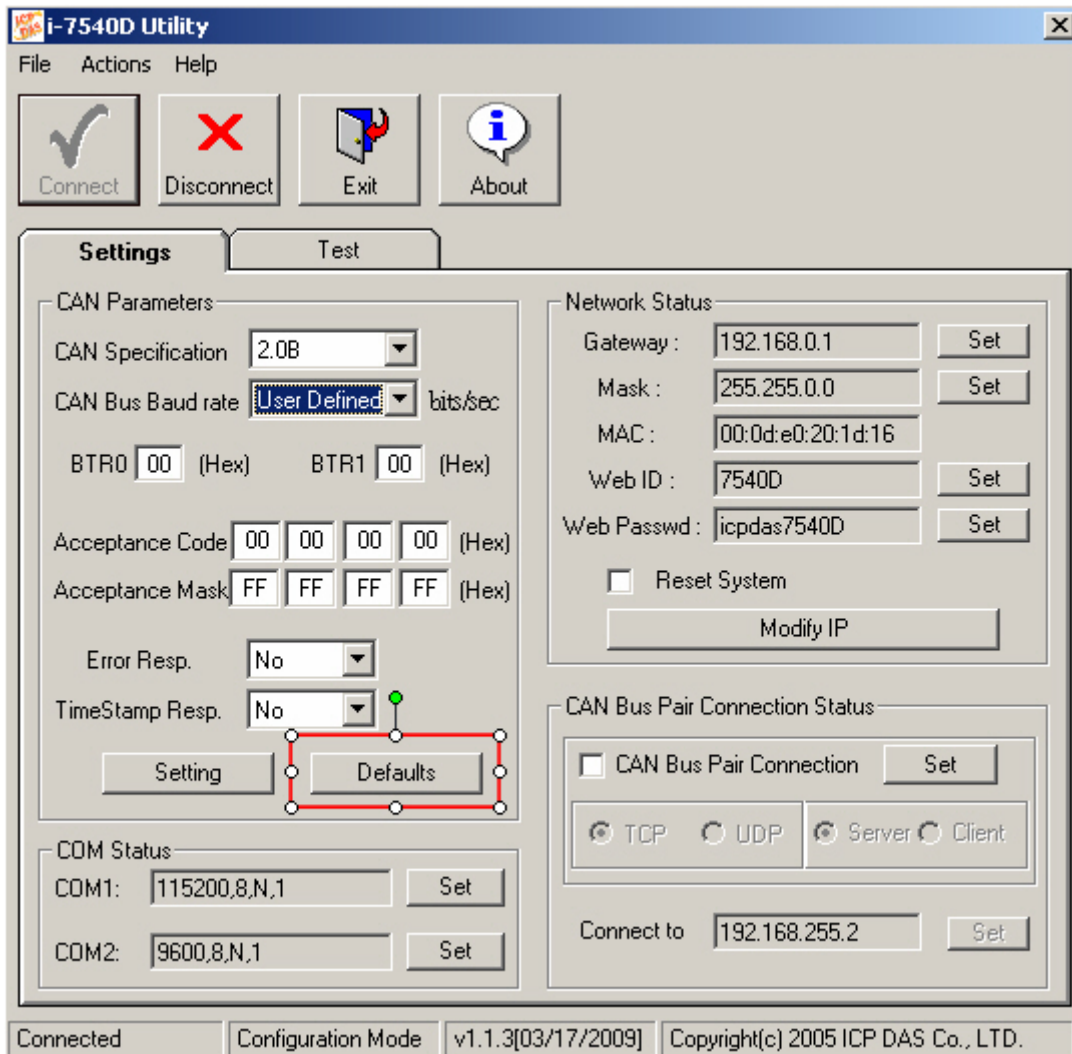 i-7540D Utility
File Actions Help
Connect Disconnect Exit About
Settings Test
CAN Parameters
CAN Specification 2.0B
CAN Bus Baud rate User Defined bits/sec
BTR0 00 (Hex) BTR1 00 (Hex)
Acceptance Code 00 00 00 00 (Hex)
Acceptance Mask FF FF FF FF (Hex)
Error Resp. No
TimeStamp Resp. No
Setting Defaults
COM Status
COM1: 115200,8,N,1 Set
COM2: 9600,8,N,1 Set
Network Status
Gateway : 192.168.0.1 Set
Mask : 255.255.0.0 Set
MAC : 00:0d:e0:20:1d:16
Web ID : 7540D Set
Web Passwd : icpdas7540D Set
Reset System
Modify IP
CAN Bus Pair Connection Status
CAN Bus Pair Connection Set
TCP UDP Server Client
Connect to 192.168.255.2 Set
Connected Configuration Mode v1.1.3[03/17/2009] Copyright(c) 2005 ICP DAS Co., LTD.